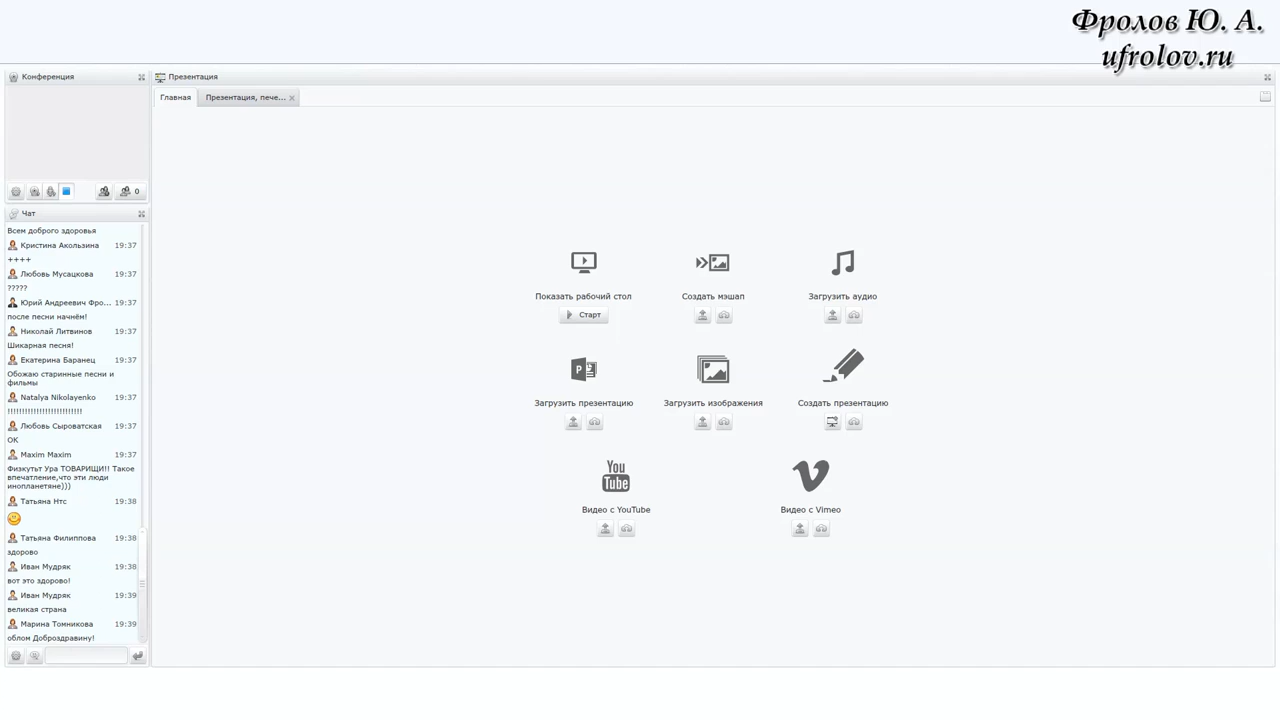 Фролов Ю. А.
ufrolov.ru
Конференция
Презентация
Главная
Презентация, пече...
0
Чат
Всем доброго здоровья
Кристина Акользина 19:37
++++
Любовь Мусацкова 19:37
?????
Юрий Андреевич Фро... 19:37
после песни начнём!
Николай Литвинов 19:37
Шикарная песня!
Екатерина Баранец 19:37
Обожаю старинные песни и
фильмы
Natalya Nikolayenko 19:37
!!!!!!!!!!!!!!!!!!!!!!!!!!
Любовь Сыроватская 19:37
ОК
Maxim Maxim 19:37
Физкутьт Ура ТОВАРИЩИ!! Такое
впечатление,что эти люди
инопланетяне)))
Татьяна Нтс 19:38
Татьяна Филиппова 19:38
здорово
Иван Мудряк 19:38
вот это здорово!
Иван Мудряк 19:39
великая страна
Марина Томникова 19:39
облом Доброздравину!
Показать рабочий стол
Старт
Создать мэшап
Загрузить аудио
Загрузить презентацию
Загрузить изображения
Создать презентацию
You
Tube
Видео с YouTube
Видео с Vimeo